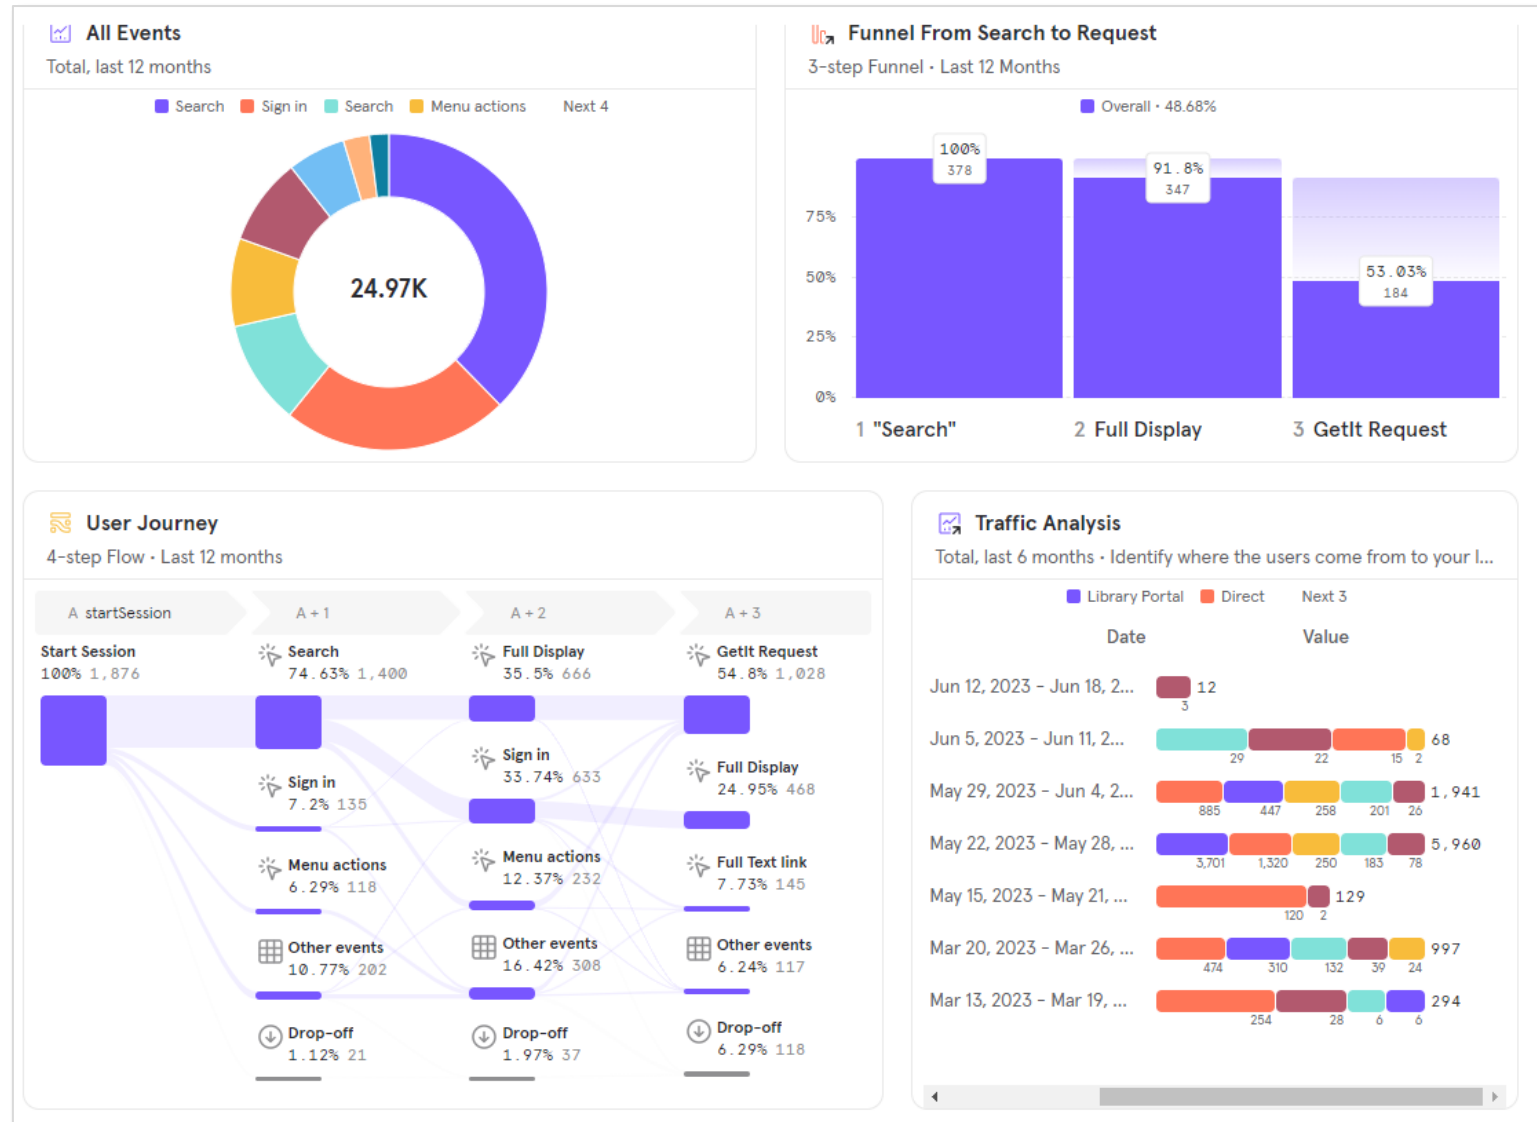 All Events
Total, last 12 months
Search Sign in Search Menu actions Next 4
24.97K
Funnel From Search to Request
3-step Funnel • Last 12 Months
Overall • 48.68%
100%
378
91.8%
347
53.03%
184
75%
50%
25%
0%
1 "Search" 2 Full Display 3 GetIt Request
User Journey
4-step Flow • Last 12 months
A startSession A + 1 A + 2 A + 3
Start Session
100% 1,876
Search
74.63% 1,400
Sign in
7.2% 135
Menu actions
6.29% 118
Other events
10.77% 202
Drop-off
1.12% 21
Full Display
35.5% 666
Sign in
33.74% 633
Menu actions
12.37% 232
Other events
16.42% 308
Drop-off
1.97% 37
GetIt Request
54.8% 1,028
Full Display
24.95% 468
Full Text link
7.73% 145
Other events
6.24% 117
Drop-off
6.29% 118
Traffic Analysis
Total, last 6 months • Identify where the users come from to your l...
Library Portal Direct Next 3
Date Value
Jun 12, 2023 - Jun 18, 2... 12
3
Jun 5, 2023 - Jun 11, 2... 68
29 22 15 2
May 29, 2023 - Jun 4, 2... 1,941
885 447 258 201 26
May 22, 2023 - May 28, ... 5,960
3,701 1,320 250 183 78
May 15, 2023 - May 21, ... 129
120 2
Mar 20, 2023 - Mar 26, ... 997
474 310 132 39 24
Mar 13, 2023 - Mar 19, ... 294
254 28 6 6